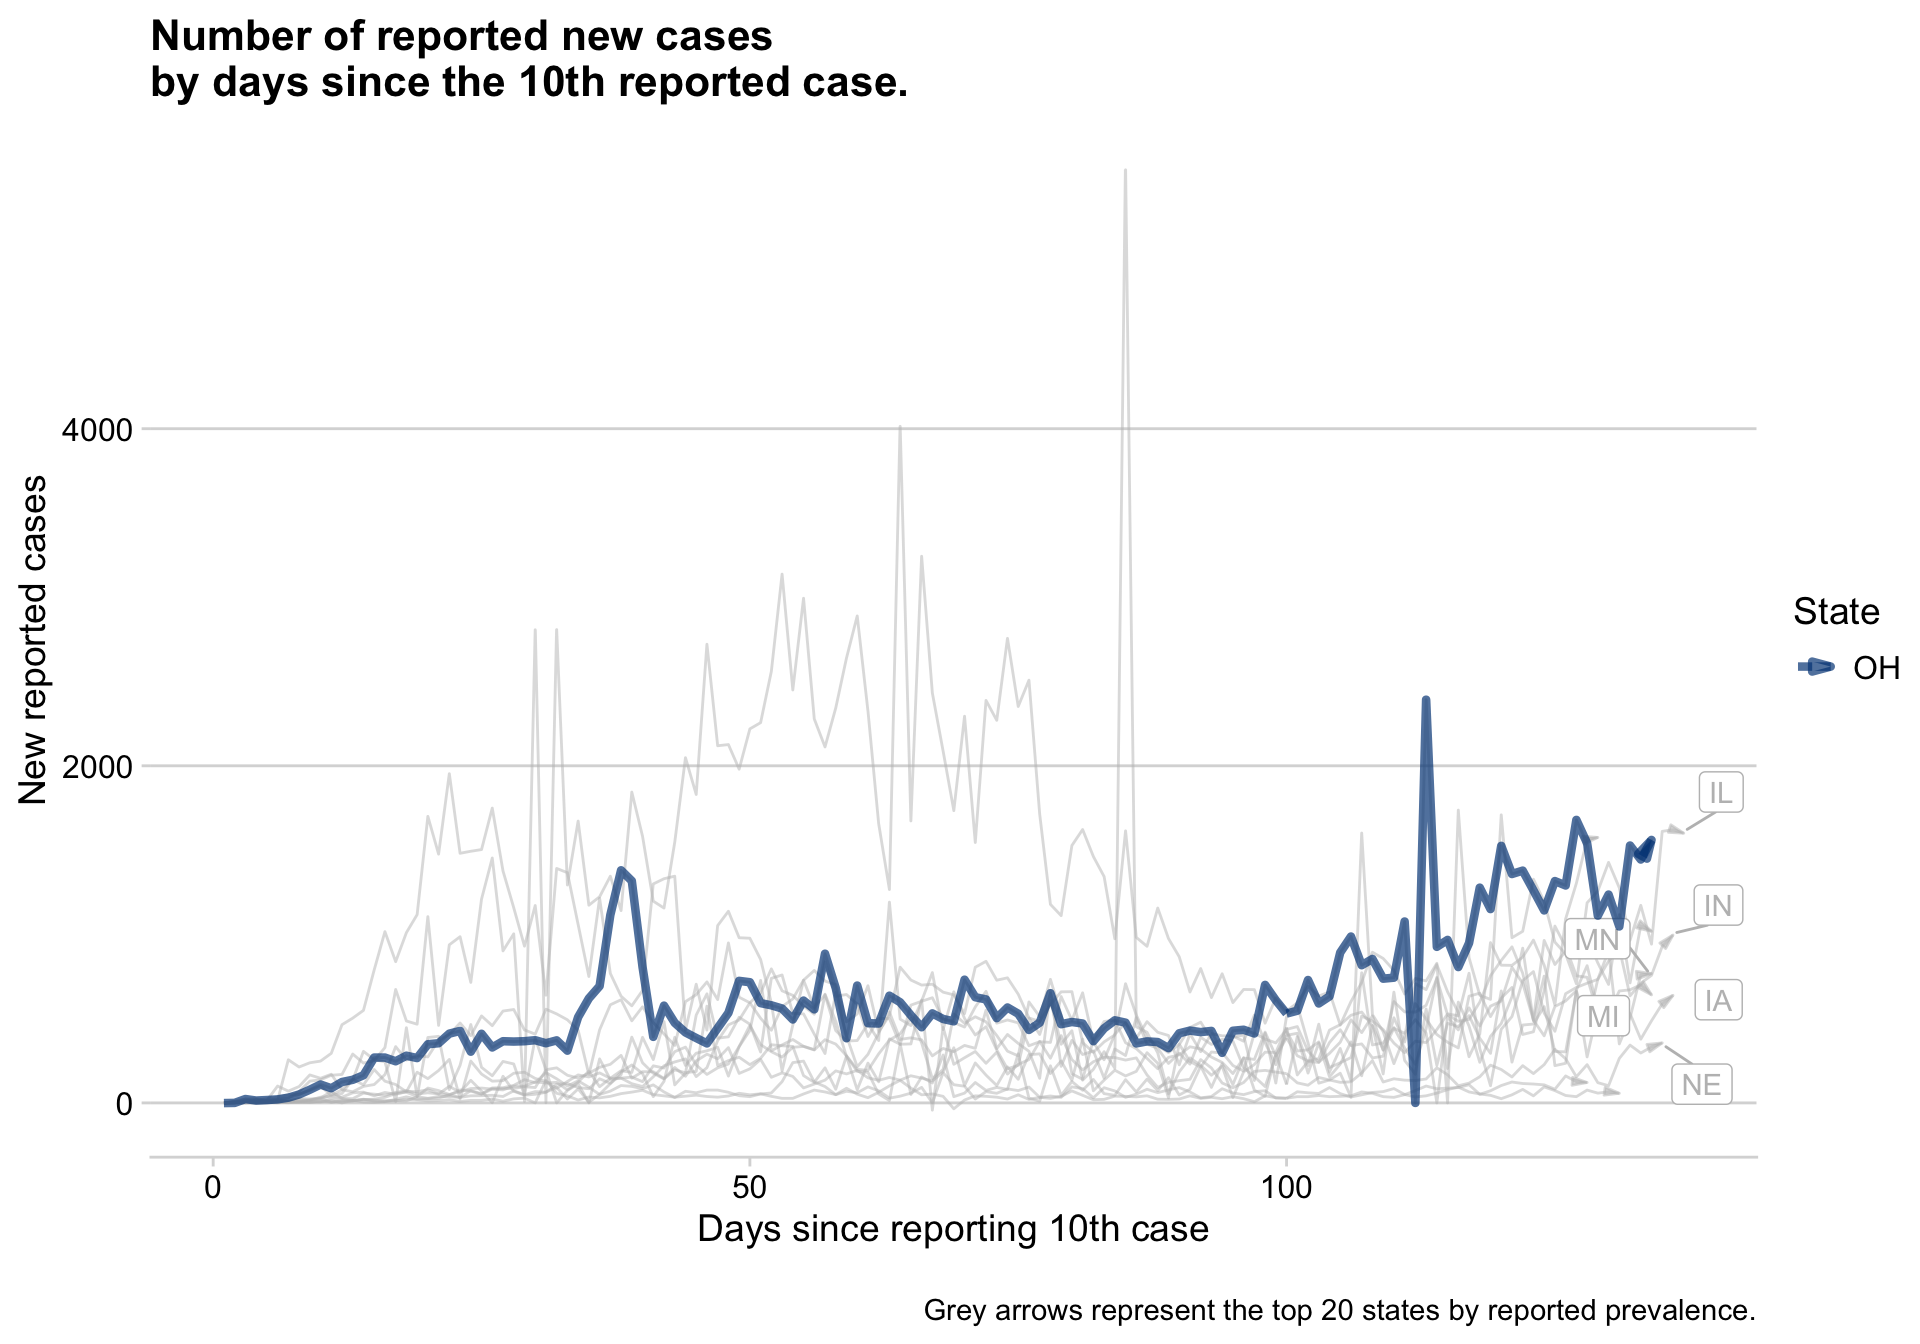 Number of reported new cases
by days since the 10th reported case.
New reported cases
4000
2000
0
0
50
100
Days since reporting 10th case
IL
IN
MN
IA
MI
NE
State
OH
Grey arrows represent the top 20 states by reported prevalence.